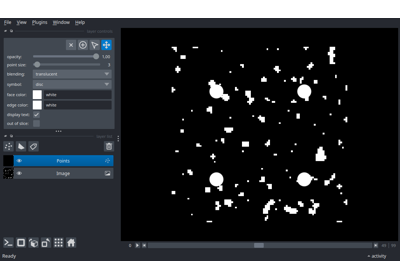 File View Plugins Window Help
opacity: 1.00
point size: 1
blending: translucent
symbol: disc
face color: white
edge color: white
display text:
out of slice:
Points
Image
Ready
activity